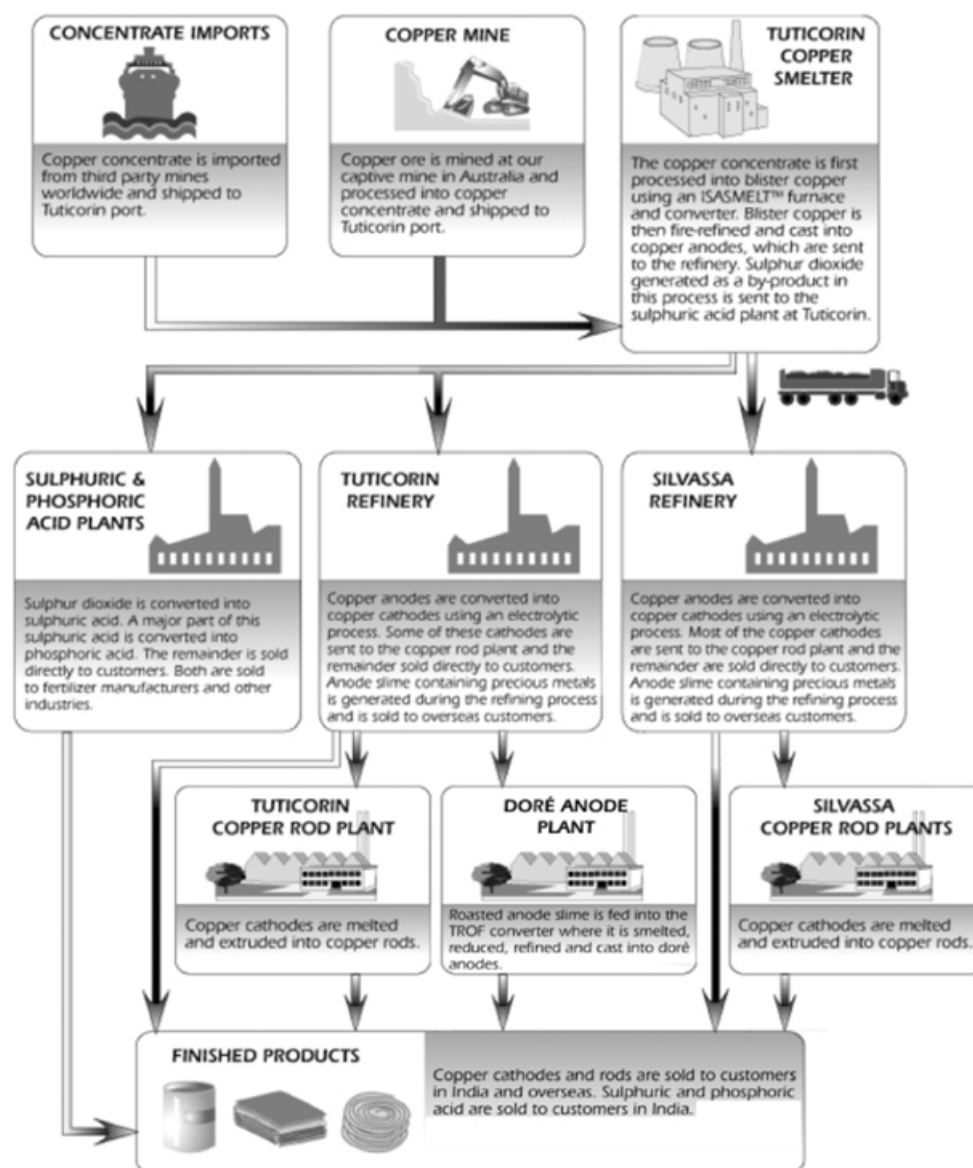 CONCENTRATE IMPORTS
Copper concentrate is imported
from third party mines
worldwide and shipped to
Tuticorin port.
COPPER MINE
Copper ore is mined at our
captive mine in Australia and
processed into copper
concentrate and shipped to
Tuticorin port.
TUTICORIN
COPPER
SMELTER
The copper concentrate is first
processed into blister copper
using an ISASMELT™ furnace
and converter. Blister copper is
then fire-refined and cast into
copper anodes, which are sent
to the refinery. Sulphur dioxide
generated as a by-product in
this process is sent to the
sulphuric acid plant at Tuticorin.
SULPHURIC &
PHOSPHORIC
ACID PLANTS
Sulphur dioxide is converted into
sulphuric acid. A major part of this
sulphuric acid is converted into
phosphoric acid. The remainder is sold
directly to customers. Both are sold
to fertilizer manufacturers and other
industries.
TUTICORIN
REFINERY
Copper anodes are converted into
copper cathodes using an electrolytic
process. Some of these cathodes are
sent to the copper rod plant and the
remainder sold directly to customers.
Anode slime containing precious metals
is generated during the refining process
and is sold to overseas customers.
SILVASSA
REFINERY
Copper anodes are converted into
copper cathodes using an electrolytic
process. Most of the copper cathodes
are sent to the copper rod plant and the
remainder are sold directly to customers.
Anode slime containing precious metals
is generated during the refining process
and is sold to overseas customers.
TUTICORIN
COPPER ROD PLANT
Copper cathodes are melted
and extruded into copper rods.
DORÉ ANODE
PLANT
Roasted anode slime is fed into the
TROF converter where it is smelted,
reduced, refined and cast into doré
anodes.
SILVASSA
COPPER ROD PLANTS
Copper cathodes are melted
and extruded into copper rods.
FINISHED PRODUCTS
Copper cathodes and rods are sold to customers
in India and overseas. Sulphuric and phosphoric
acid are sold to customers in India.